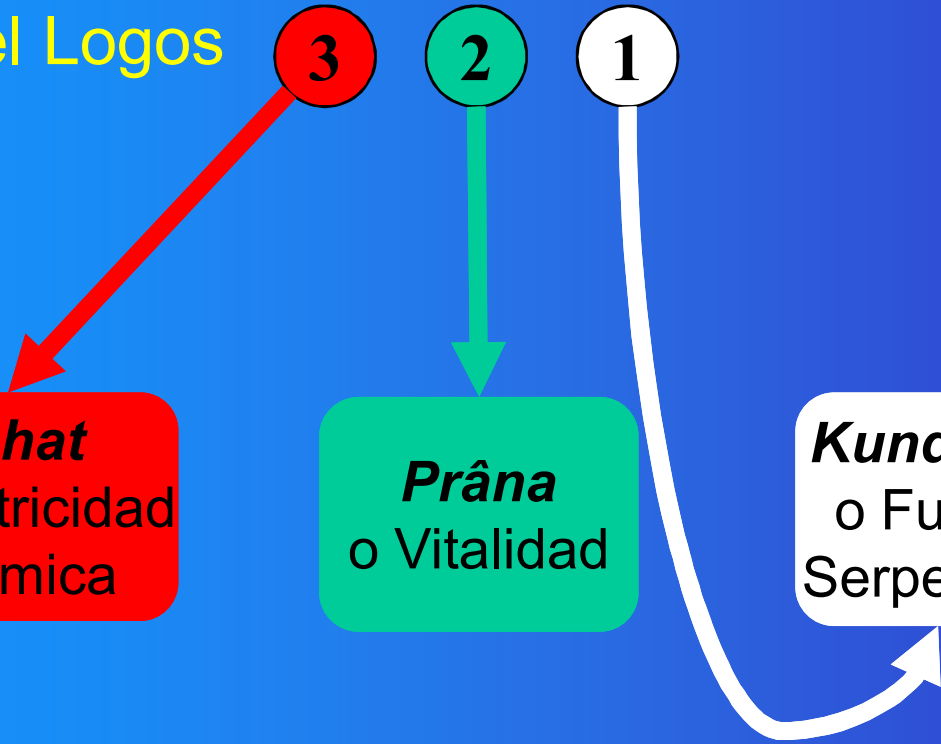 el Logos
3 2 1
hat
tricidad
mica
Prâna
o Vitalidad
Kund
o Fu
Serpe